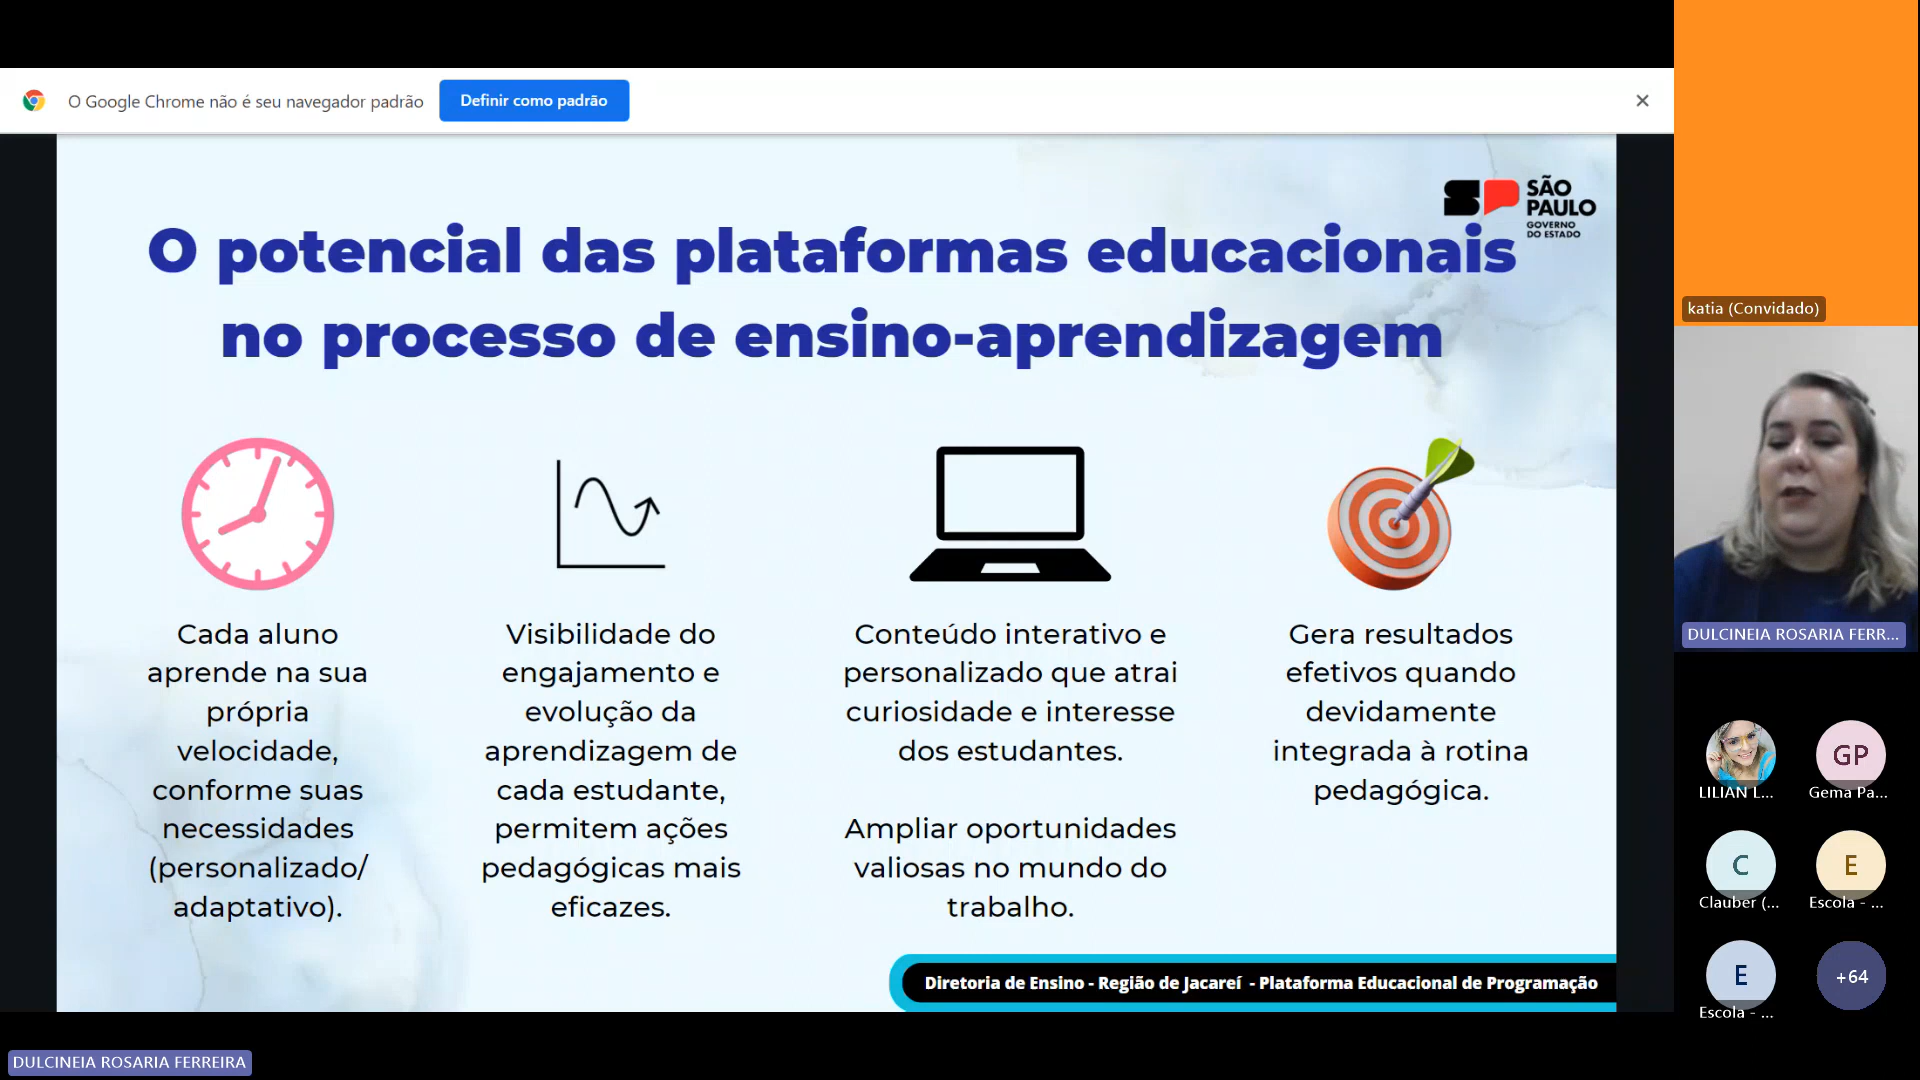 O Google Chrome não é seu navegador padrão
Definir como padrão
SÃO
PAULO
GOVERNO
DO ESTADO
O potencial das plataformas educacionais
no processo de ensino-aprendizagem
Cada aluno
aprende na sua
própria
velocidade,
conforme suas
necessidades
(personalizado/
adaptativo).
Visibilidade do
engajamento e
evolução da
aprendizagem de
cada estudante,
permitem ações
pedagógicas mais
eficazes.
Conteúdo interativo e
personalizado que atrai
curiosidade e interesse
dos estudantes.
Ampliar oportunidades
valiosas no mundo do
trabalho.
Gera resultados
efetivos quando
devidamente
integrada à rotina
pedagógica.
Diretoria de Ensino - Região de Jacareí - Plataforma Educacional de Programação
DULCINEIA ROSARIA FERREIRA
katia (Convidado)
DULCINEIA ROSARIA FERR...
LILIAN L...
GP
Gema Pa...
C
Clauber (...
E
Escola - ...
E
Escola - ...
+64